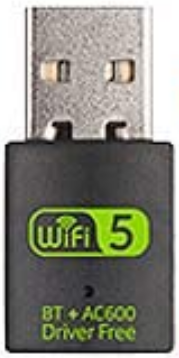 WiFi 5
BT + AC600
Driver Free